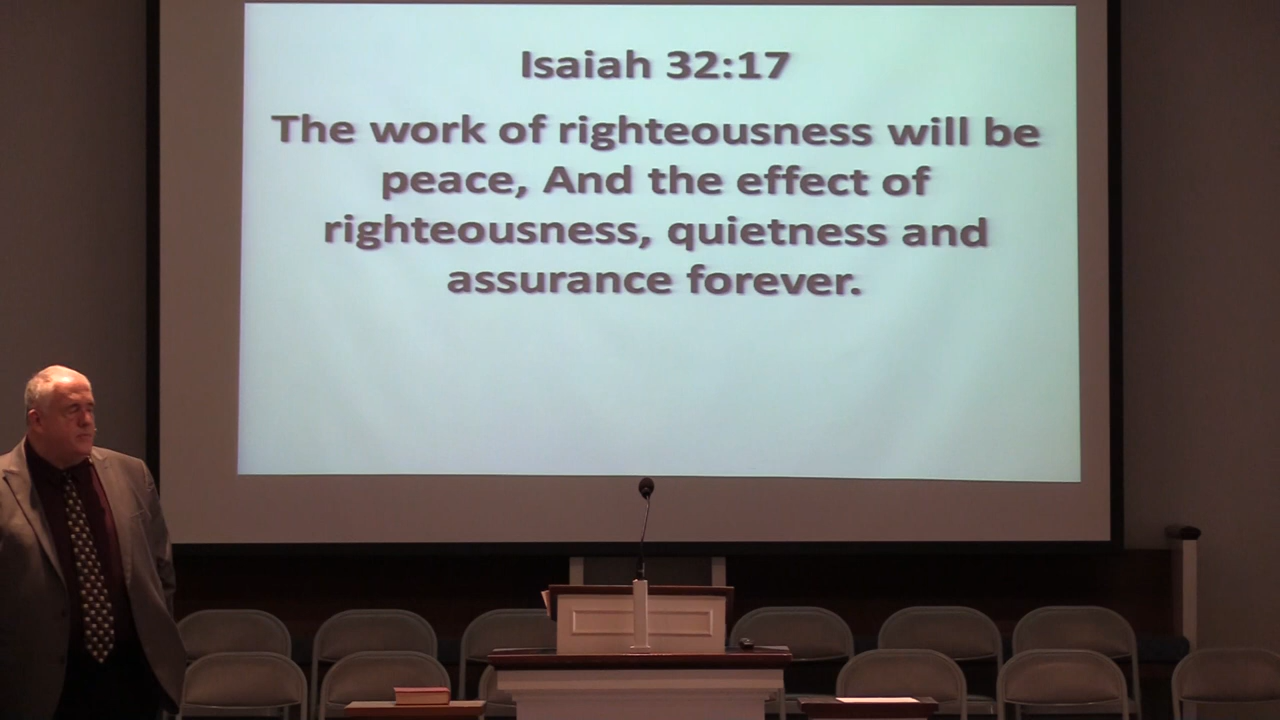 Isaiah 32:17
The work of righteousness will be
peace, And the effect of
righteousness, quietness and
assurance forever.